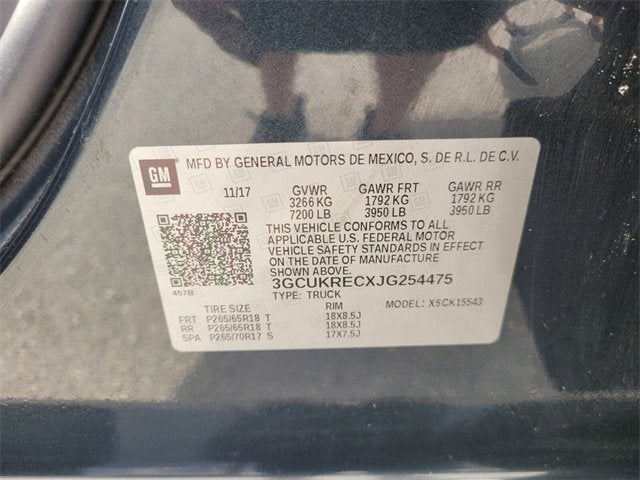 GM
MFD BY GENERAL MOTORS DE MEXICO, S. DE R.L. DE C.V.
11/17 GVWR GAWR FRT GAWR RR
3266 KG 1792 KG 1792 KG
7200 LB 3950 LB 3950 LB
THIS VEHICLE CONFORMS TO ALL
APPLICABLE U.S. FEDERAL MOTOR
VEHICLE SAFETY STANDARDS IN EFFECT
ON THE DATE OF MANUFACTURE
SHOWN ABOVE.
457B 3GCUKRECXJG254475
TYPE: TRUCK MODEL: X5CK15543
TIRE SIZE RIM
FRT P265/65R18 T 18X8.5J
RR P265/65R18 T 18X8.5J
SPA P265/70R17 S 17X7.5J